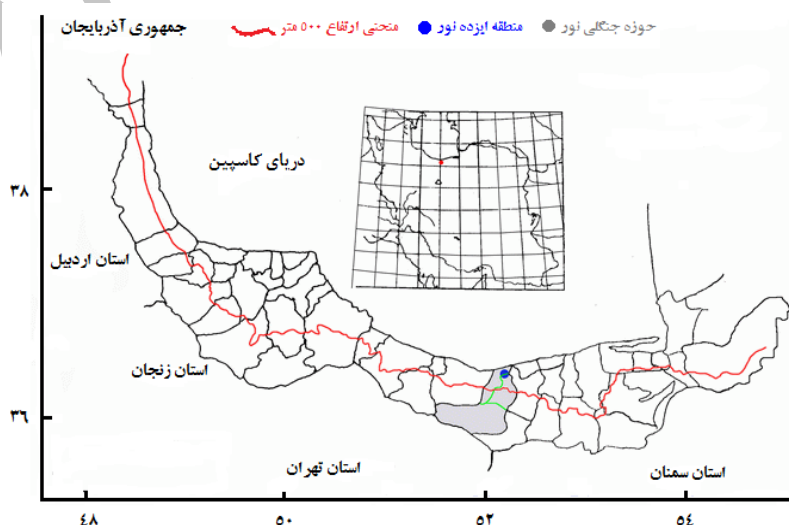 جمهوری آذربایجان
منحنی ارتفاع ۵۰۰ متر
منطقه ایزده نور
حوزه جنگلی نور
دریای کاسپین
۳۸
استان اردبیل
استان زنجان
۳۶
استان تهران
استان سمنان
۴۸
۵۰
۵۲
۵۴